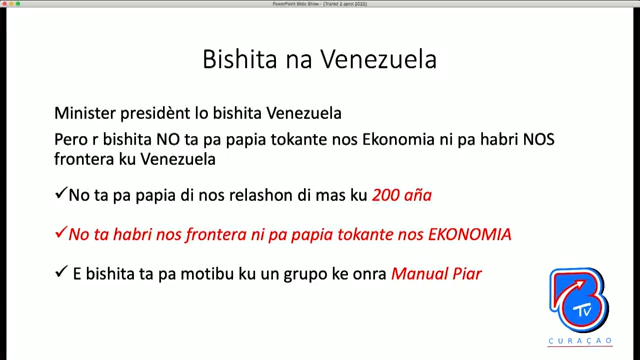 PowerPoint Slide Show - [Traited 2 aprel 2022]
Bishita na Venezuela
Minister presidènt lo bishita Venezuela
Pero r bishita NO ta pa papia tokante nos Ekonomia ni pa habri NOS
frontera ku Venezuela
✓No ta pa papia di nos relashon di mas ku 200 aña
✓No ta habri nos frontera ni pa papia tokante nos EKONOMIA
✓ E bishita ta pa motibu ku un grupo ke onra Manual Piar
TV
CURAÇAO